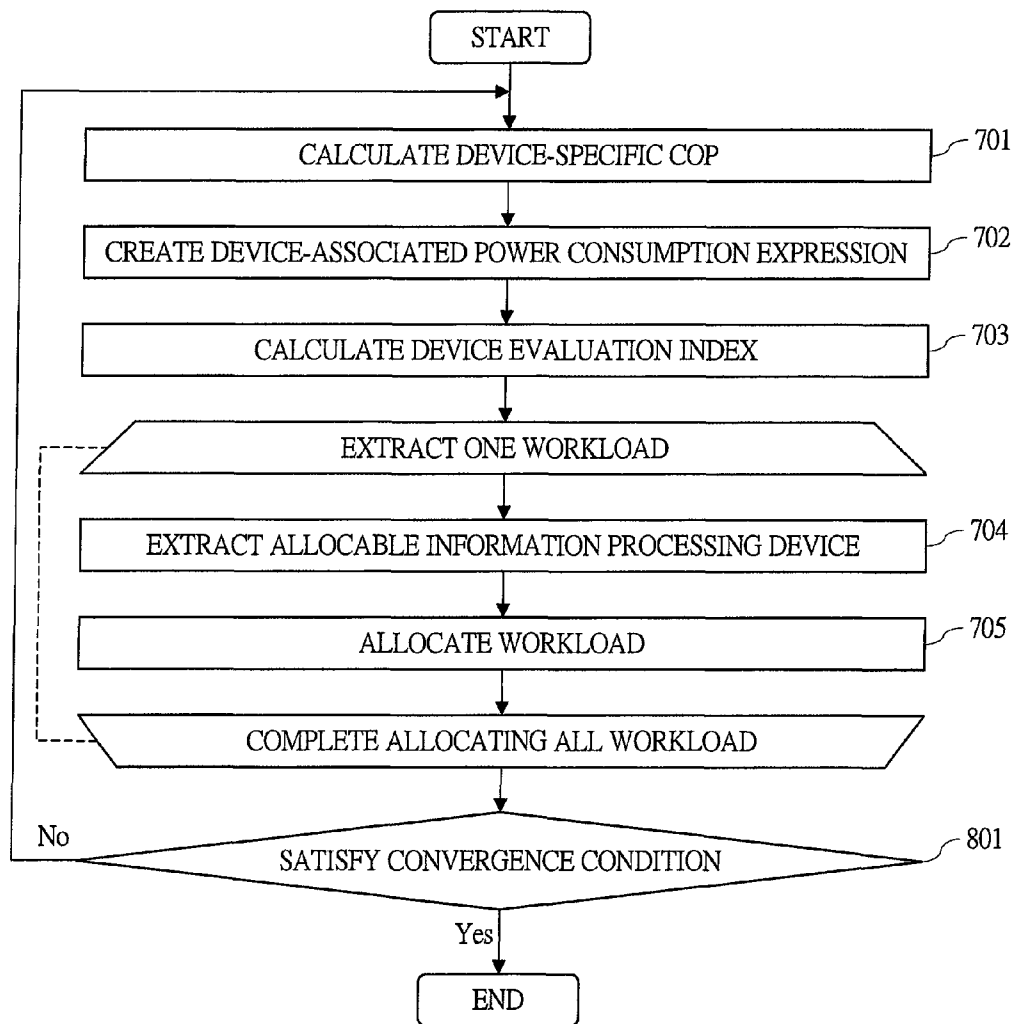 START
CALCULATE DEVICE-SPECIFIC COP
701
CREATE DEVICE-ASSOCIATED POWER CONSUMPTION EXPRESSION
702
CALCULATE DEVICE EVALUATION INDEX
703
EXTRACT ONE WORKLOAD
EXTRACT ALLOCABLE INFORMATION PROCESSING DEVICE
704
ALLOCATE WORKLOAD
705
COMPLETE ALLOCATING ALL WORKLOAD
No
SATISFY CONVERGENCE CONDITION
801
Yes
END